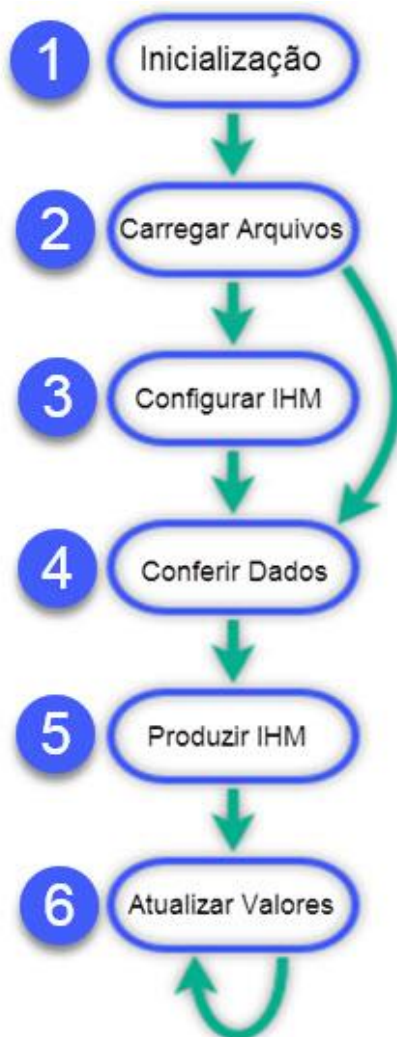 1 Inicialização
2 Carregar Arquivos
3 Configurar IHM
4 Conferir Dados
5 Produzir IHM
6 Atualizar Valores